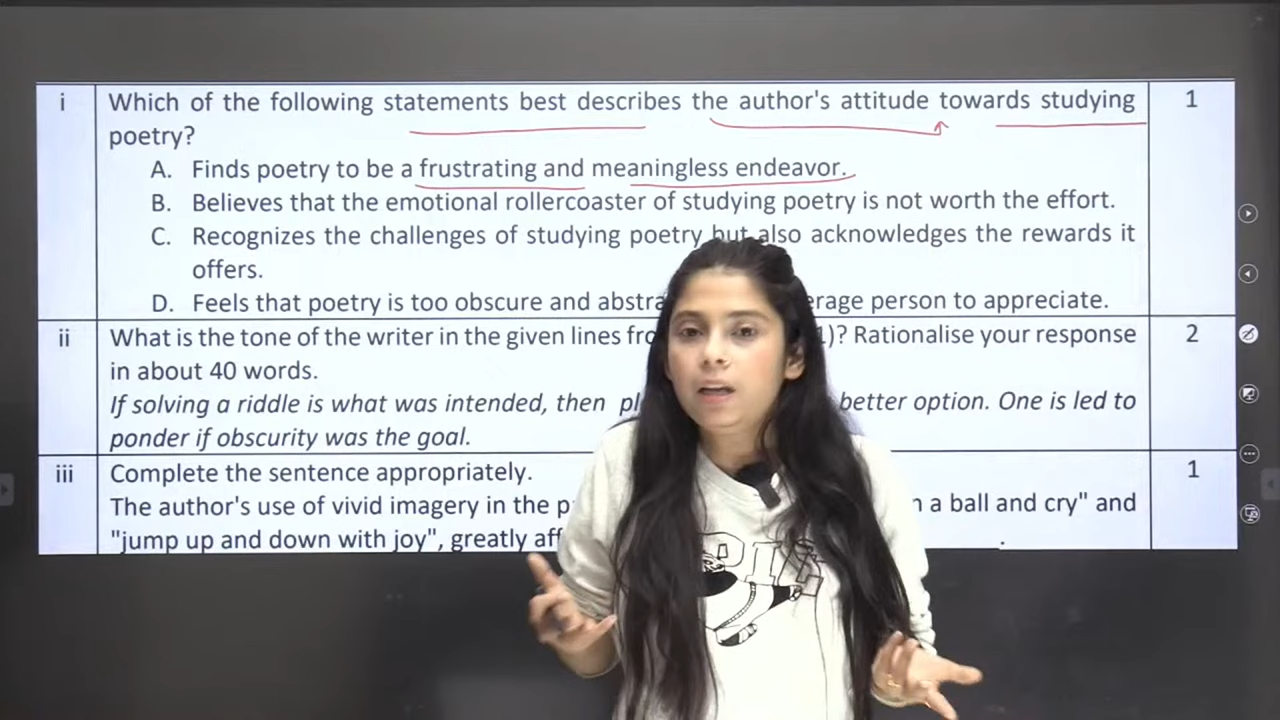 i Which of the following statements best describes the author's attitude towards studying 1
poetry?
A. Finds poetry to be a frustrating and meaningless endeavor.
B. Believes that the emotional rollercoaster of studying poetry is not worth the effort.
C. Recognizes the challenges of studying poetry but also acknowledges the rewards it
offers.
D. Feels that poetry is too obscure and person to appreciate.
ii What is the tone of the writer in the given lines 1)? Rationalise your response 2
in about 40 words.
If solving a riddle is what was intended, then better option. One is led to
ponder if obscurity was the goal.
iii Complete the sentence appropriately. 1
The author's use of vivid imagery in the a ball and cry" and
"jump up and down with joy", greatly